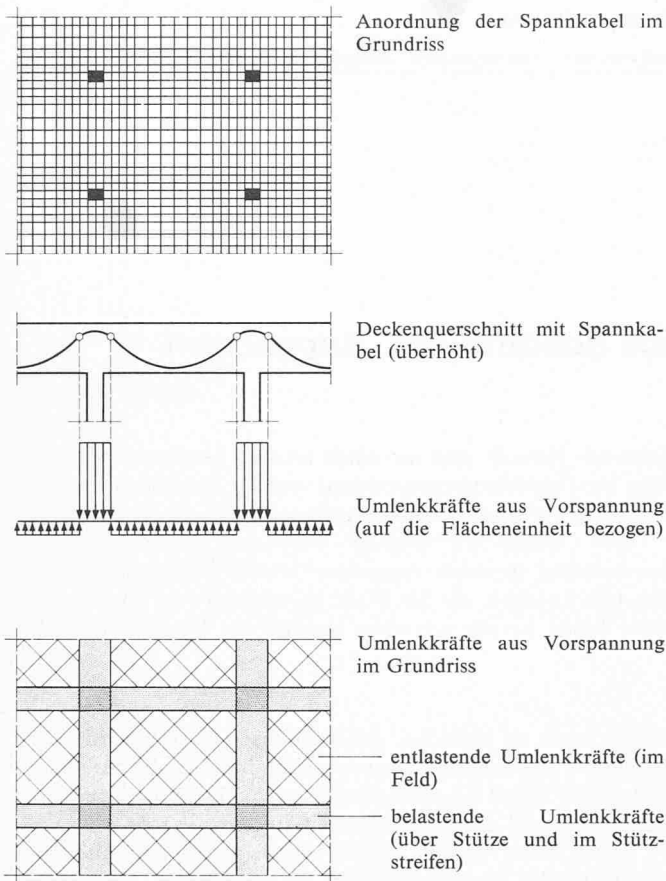 Anordnung der Spannkabel im
Grundriss
Deckenquerschnitt mit Spannka-
bel (überhöht)
Umlenkkräfte aus Vorspannung
(auf die Flächeneinheit bezogen)
Umlenkkräfte aus Vorspannung
im Grundriss
entlastende Umlenkkräfte (im
Feld)
belastende Umlenkkräfte
(über Stütze und im Stütz-
streifen)